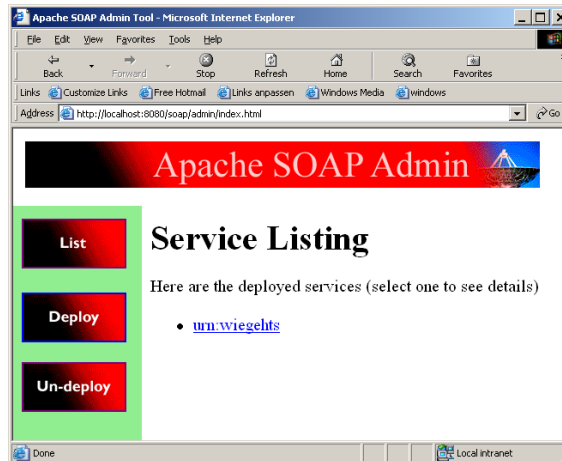 Apache SOAP Admin Tool - Microsoft Internet Explorer
File Edit View Favorites Tools Help
Back Forward Stop Refresh Home Search Favorites
Links Customize Links Free Hotmail Links anpassen Windows Media windows
Address http://localhost:8080/soap/admin/index.html Go
Apache SOAP Admin
List
Deploy
Un-deploy
Service Listing
Here are the deployed services (select one to see details)
• urn:wiegehts
Done Local intranet